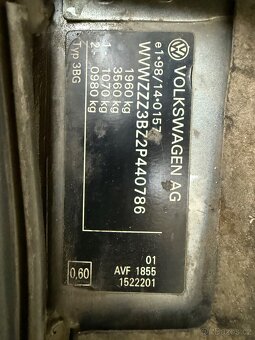 VOLKSWAGEN AG
e1*98/14*0157*
WVWZZZ3BZ2P440786
1960 kg
3560 kg
1- 1070 kg
2- 0980 kg
Typ 3BG
01
AVF 1855
0,60
1522201